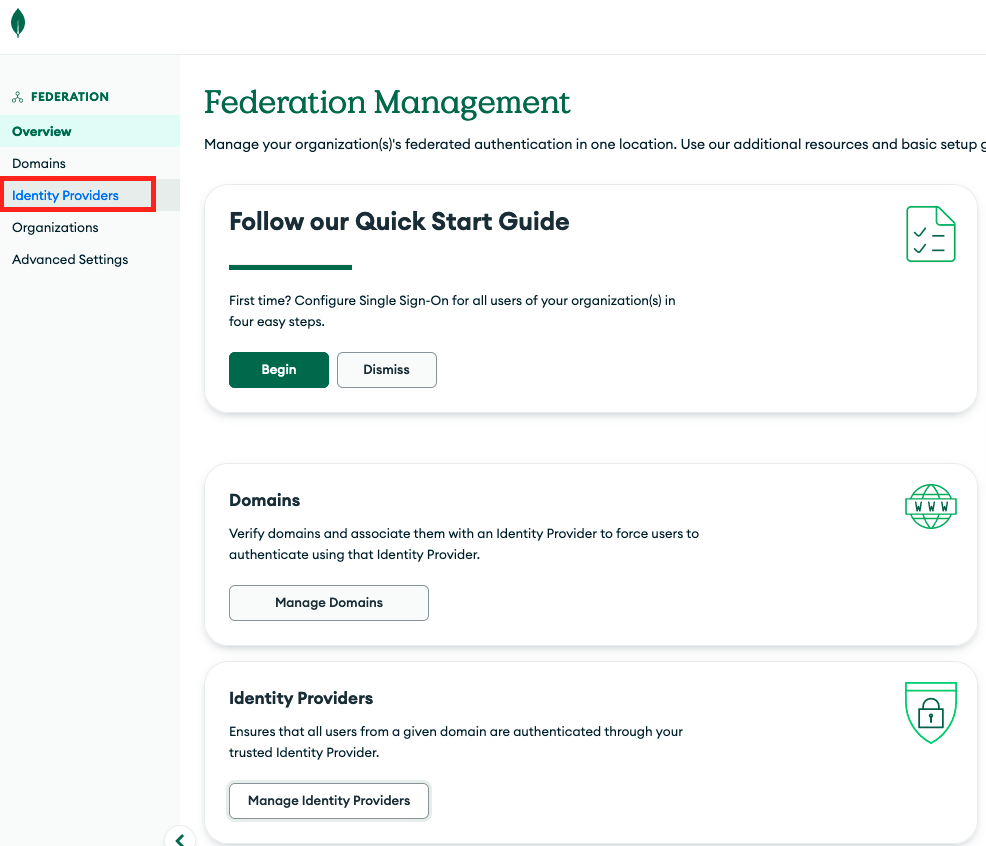 FEDERATION
Overview
Domains
Identity Providers
Organizations
Advanced Settings
Federation Management
Manage your organization(s)'s federated authentication in one location. Use our additional resources and basic setup g
Follow our Quick Start Guide
First time? Configure Single Sign-On for all users of your organization(s) in
four easy steps.
Begin
Dismiss
Domains
WWW
Verify domains and associate them with an Identity Provider to force users to
authenticate using that Identity Provider.
Manage Domains
Identity Providers
Ensures that all users from a given domain are authenticated through your
trusted Identity Provider.
Manage Identity Providers